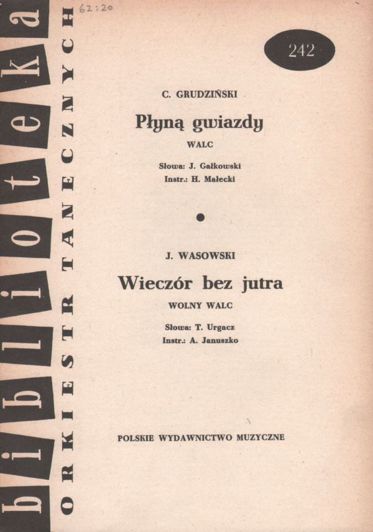 62:20
biblioteka
ORKIESTR TANECZNYCH
242
C. GRUDZIŃSKI
Płyną gwiazdy
WALC
Słowa: J. Gałkowski
Instr.: H. Małecki
J. WASOWSKI
Wieczór bez jutra
WOLNY WALC
Słowa: T. Urgacz
Instr.: A. Januszko
POLSKIE WYDAWNICTWO MUZYCZNE